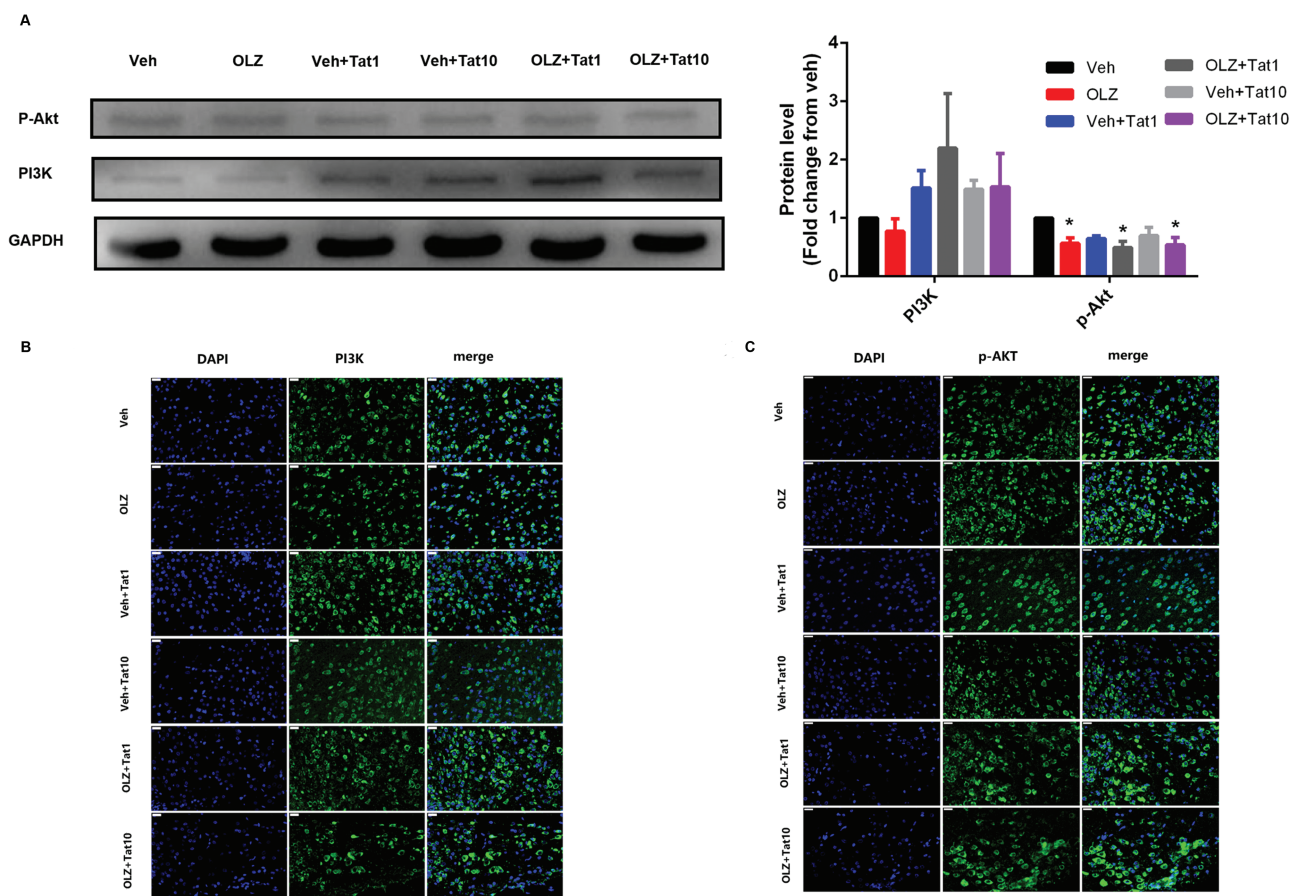 A
Veh OLZ Veh+Tat1 Veh+Tat10 OLZ+Tat1 OLZ+Tat10
P-Akt
PI3K
GAPDH
Protein level
(Fold change from veh)
4
3
2
1
0
Veh
OLZ
Veh+Tat1
OLZ+Tat1
Veh+Tat10
OLZ+Tat10
* * *
PI3K
p-Akt
B
DAPI PI3K merge
Veh
OLZ
Veh+Tat1
Veh+Tat10
OLZ+Tat1
OLZ+Tat10
C
DAPI p-AKT merge
Veh
OLZ
Veh+Tat1
Veh+Tat10
OLZ+Tat1
OLZ+Tat10